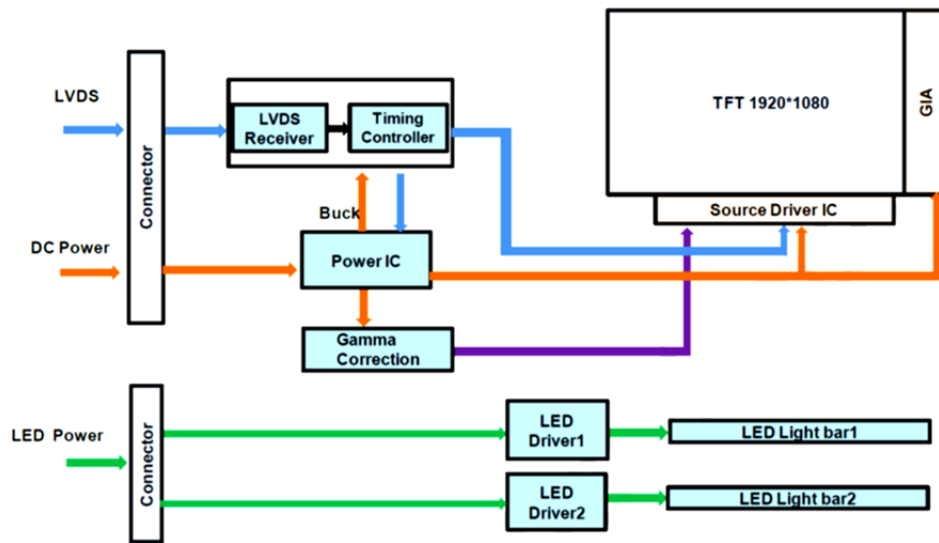 LVDS
Connector
LVDS
Receiver
Timing
Controller
TFT 1920*1080
GIA
Source Driver IC
Buck
DC Power
Power IC
Gamma
Correction
LED Power
Connector
LED
Driver1
LED Light bar1
LED
Driver2
LED Light bar2